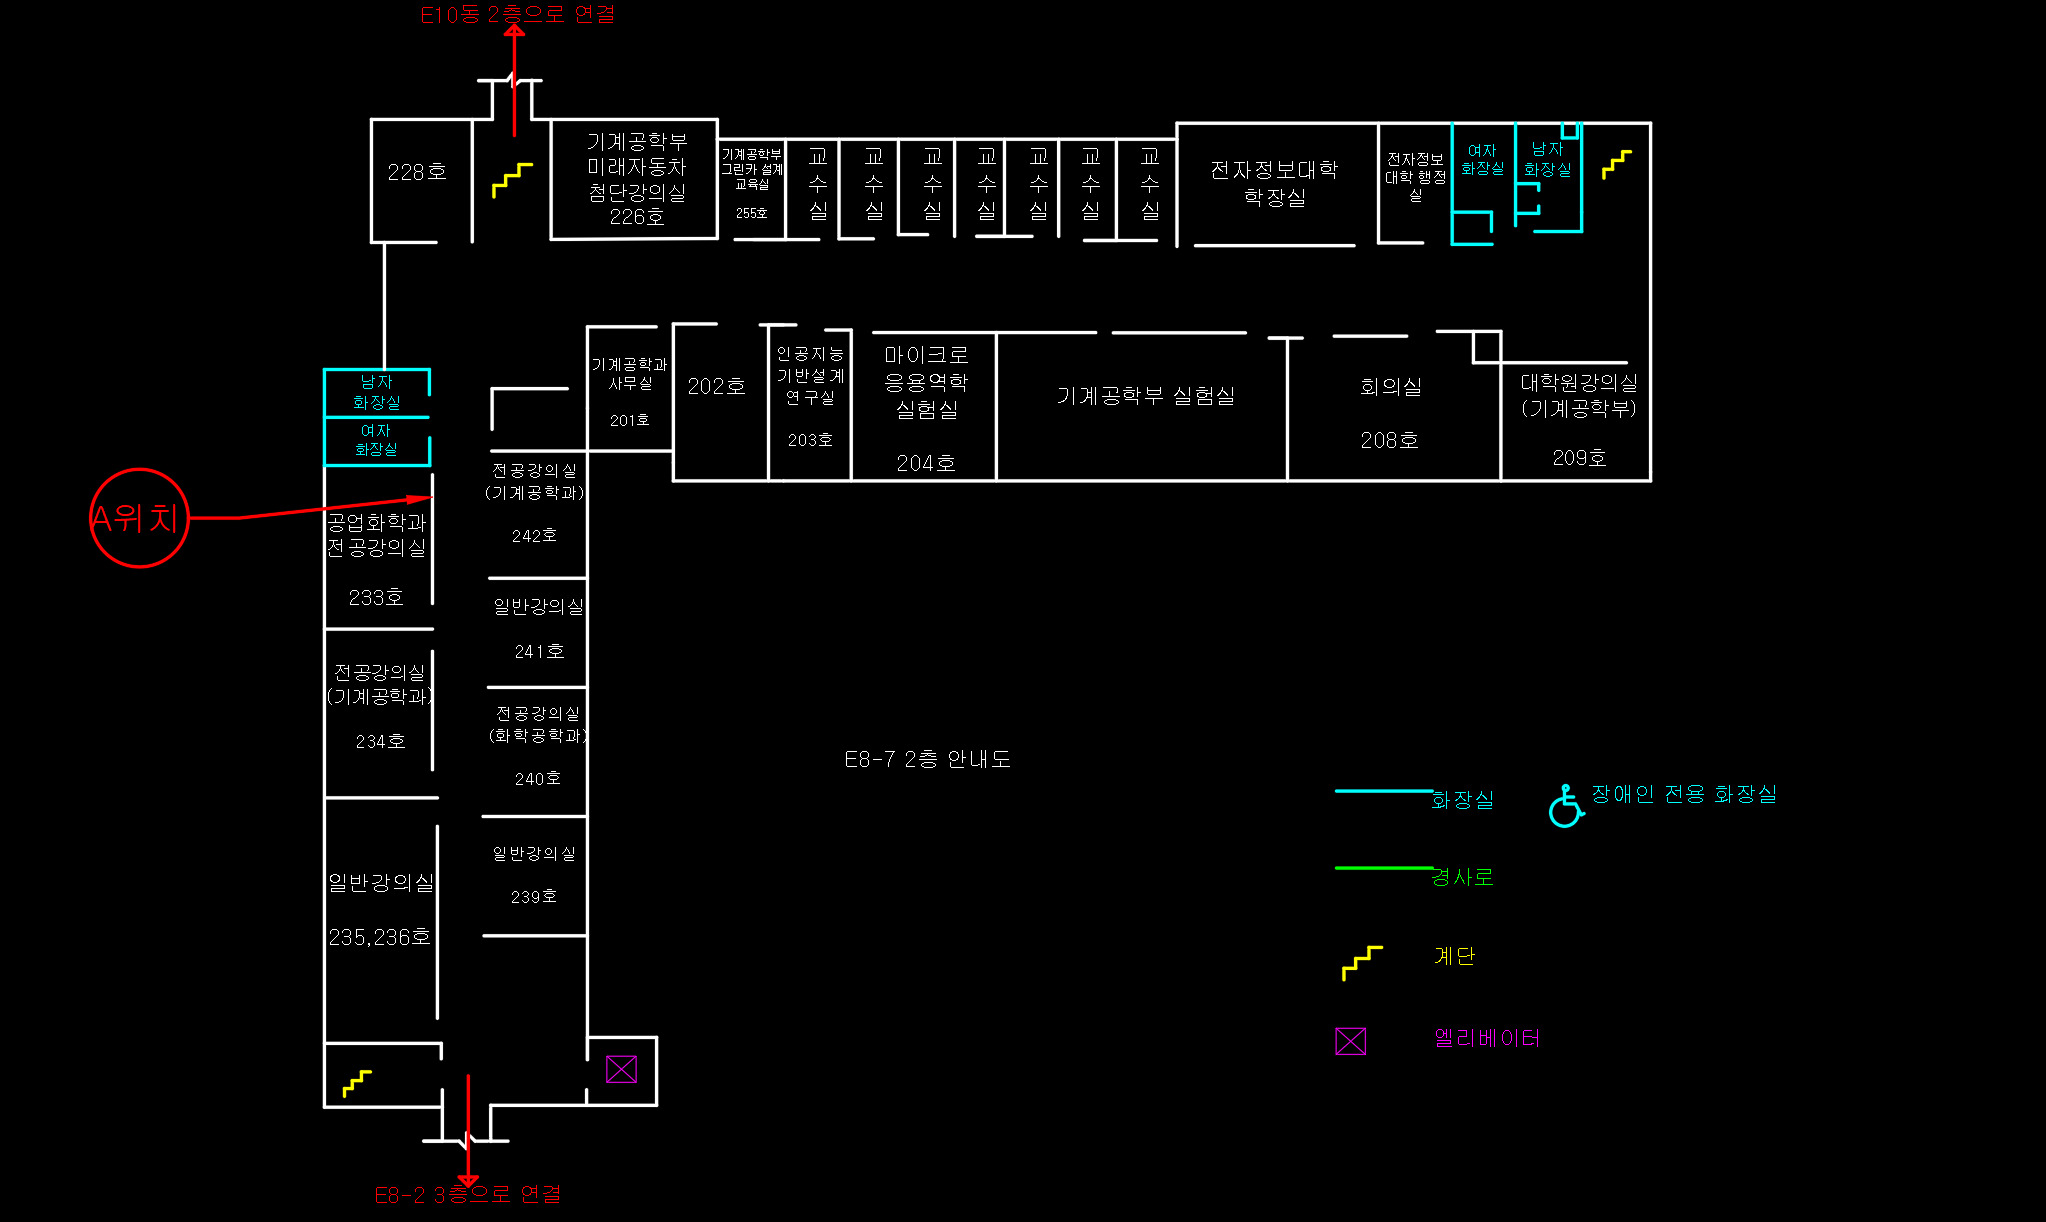 E10동 2층으로 연결
228호
기계공학부
미래자동차
첨단강의실
226호
기계공학부
그린카 설계
교육실
255호
교수실
교수실
교수실
교수실
교수실
교수실
교수실
전자정보대학
학장실
전자정보
대학 행정
실
여자
화장실
남자
화장실
기계공학과
사무실
201호
202호
인공지능
기반설계
연구실
203호
마이크로
응용역학
실험실
204호
기계공학부 실험실
회의실
208호
대학원강의실
(기계공학부)
209호
남자
화장실
여자
화장실
A위치
공업화학과
전공강의실
233호
전공강의실
(기계공학과)
242호
일반강의실
241호
전공강의실
(기계공학과)
234호
전공강의실
(화학공학과)
240호
일반강의실
239호
일반강의실
235,236호
E8-7 2층 안내도
화장실
장애인 전용 화장실
경사로
계단
엘리베이터
E8-2 3층으로 연결